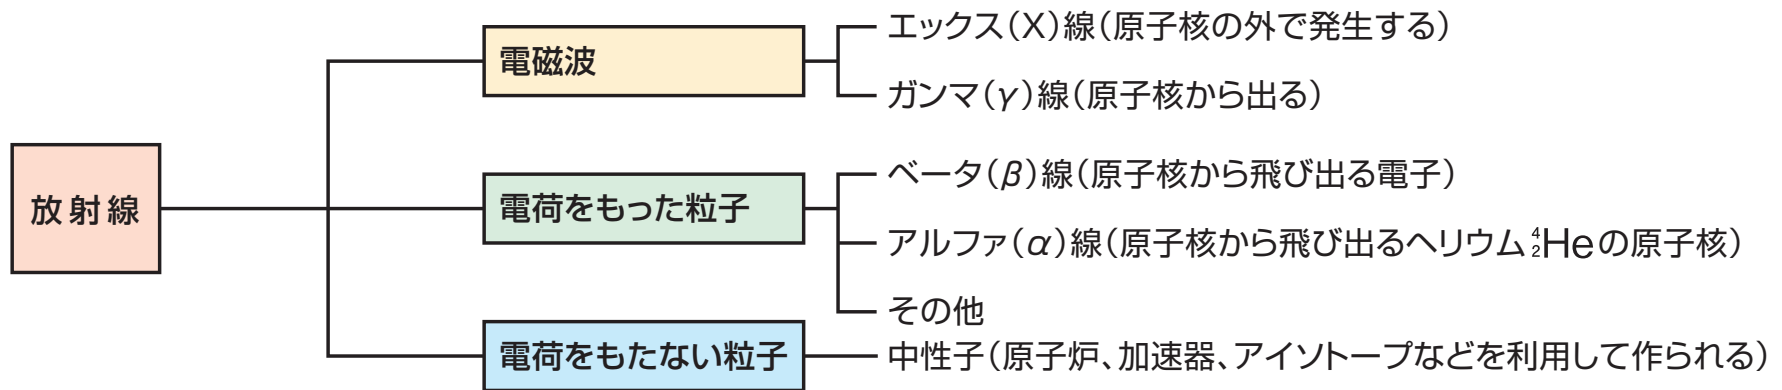 放射線
電磁波
エックス(X)線(原子核の外で発生する)
ガンマ(γ)線(原子核から出る)
電荷をもった粒子
ベータ(β)線(原子核から飛び出る電子)
アルファ(α)線(原子核から飛び出るヘリウム⁴₂Heの原子核)
その他
電荷をもたない粒子
中性子(原子炉、加速器、アイソトープなどを利用して作られる)